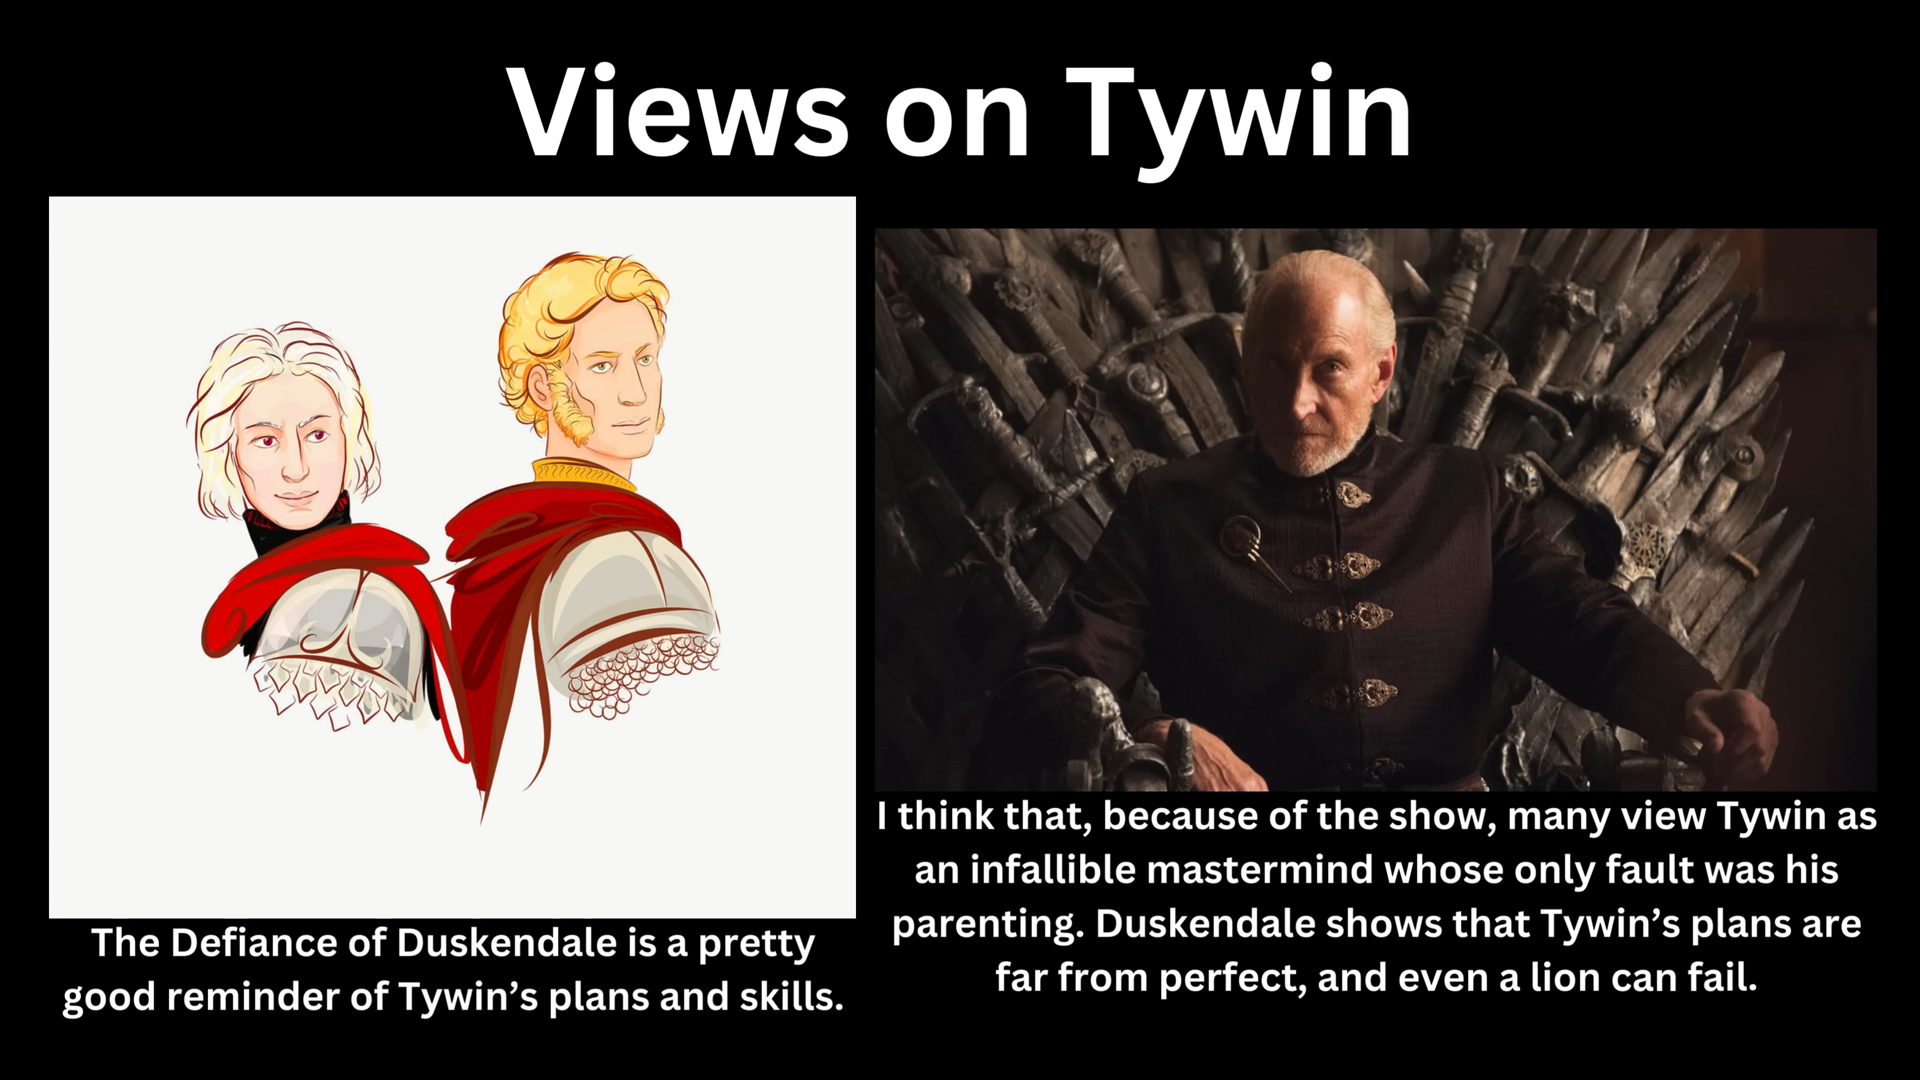 Views on Tywin
The Defiance of Duskendale is a pretty
good reminder of Tywin’s plans and skills.
I think that, because of the show, many view Tywin as
an infallible mastermind whose only fault was his
parenting. Duskendale shows that Tywin’s plans are
far from perfect, and even a lion can fail.